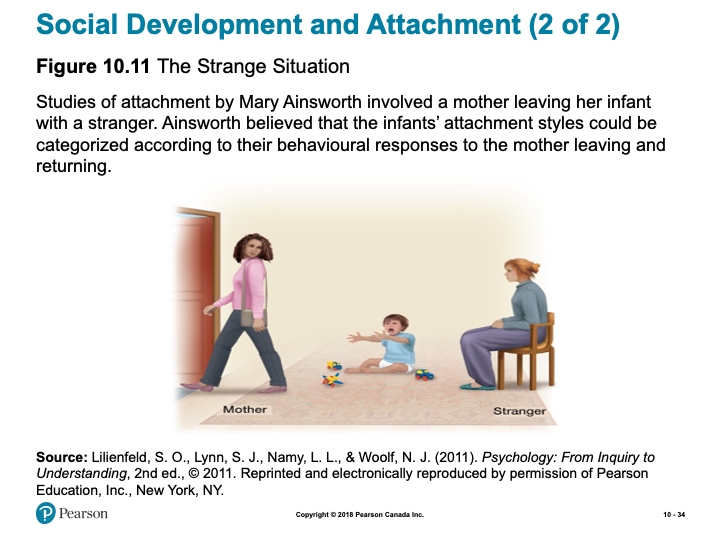 Social Development and Attachment (2 of 2)
Figure 10.11 The Strange Situation
Studies of attachment by Mary Ainsworth involved a mother leaving her infant
with a stranger. Ainsworth believed that the infants’ attachment styles could be
categorized according to their behavioural responses to the mother leaving and
returning.
Mother
Stranger
Source: Lilienfeld, S. O., Lynn, S. J., Namy, L. L., & Woolf, N. J. (2011). Psychology: From Inquiry to
Understanding, 2nd ed., © 2011. Reprinted and electronically reproduced by permission of Pearson
Education, Inc., New York, NY.
P Pearson
Copyright © 2018 Pearson Canada Inc.
10 - 34